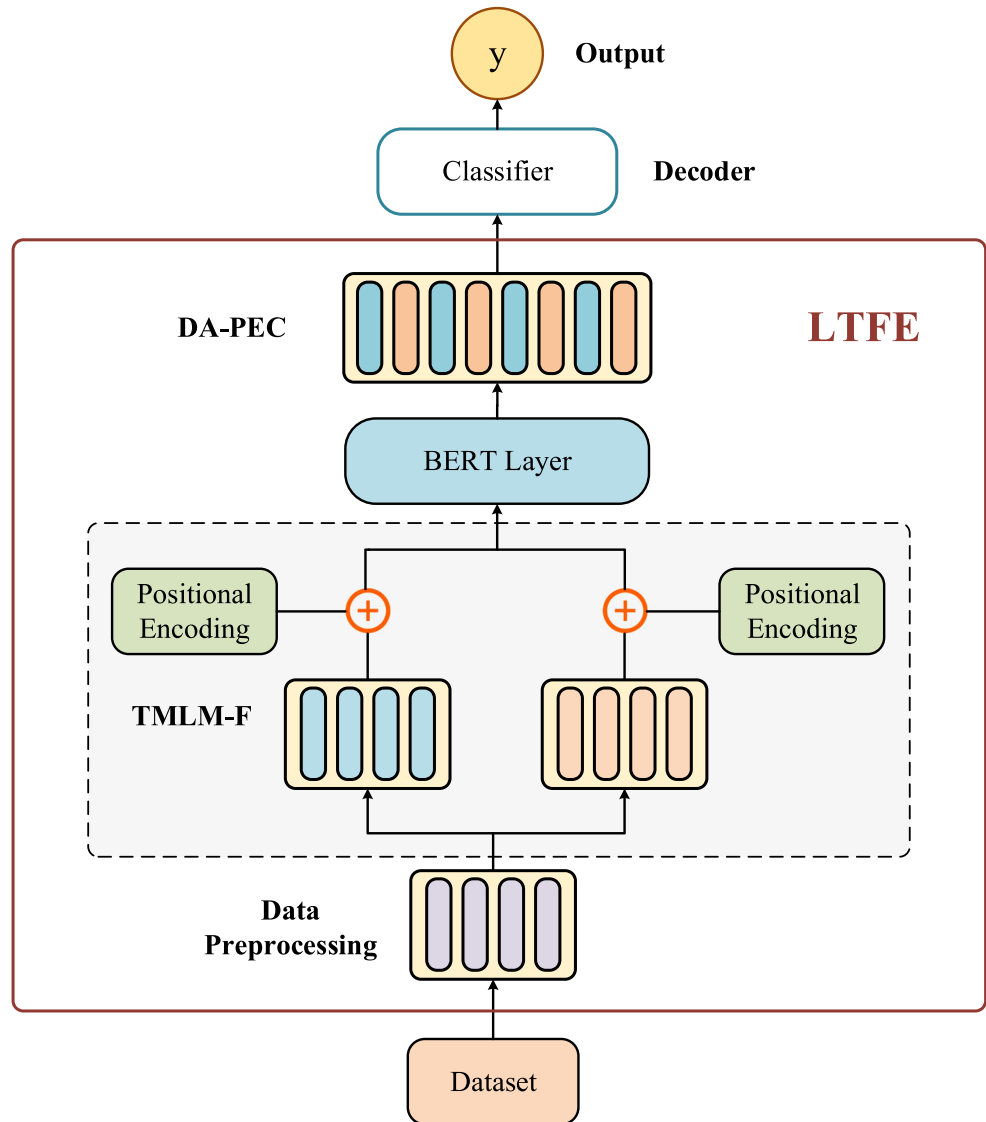 y
Output
Classifier
Decoder
DA-PEC
LTFE
BERT Layer
Positional
Encoding
Positional
Encoding
TMLM-F
Data
Preprocessing
Dataset